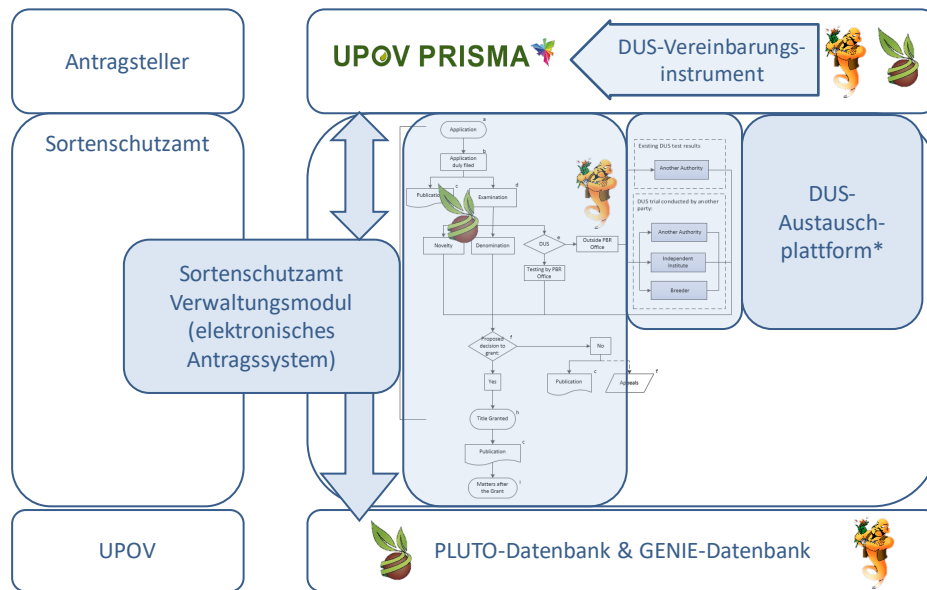 Antragsteller
UPOV PRISMA
DUS-Vereinbarungs-
instrument
Sortenschutzamt
Sortenschutzamt
Verwaltungsmodul
(elektronisches
Antragssystem)
a
Application
b
Application
duly filed
c
Publication
d
Examination
Novelty
Denomination
e
DUS
Outside PBR
Office
Testing by PBR
Office
f
Proposed
decision to
grant:
No
Yes
c
Publication
f
Appeals
h
Title Granted
c
Publication
i
Matters after
the Grant
Existing DUS test results
Another Authority
DUS trial conducted by another
party:
Another Authority
Independent
Institute
Breeder
DUS-
Austausch
plattform*
UPOV
PLUTO-Datenbank & GENIE-Datenbank